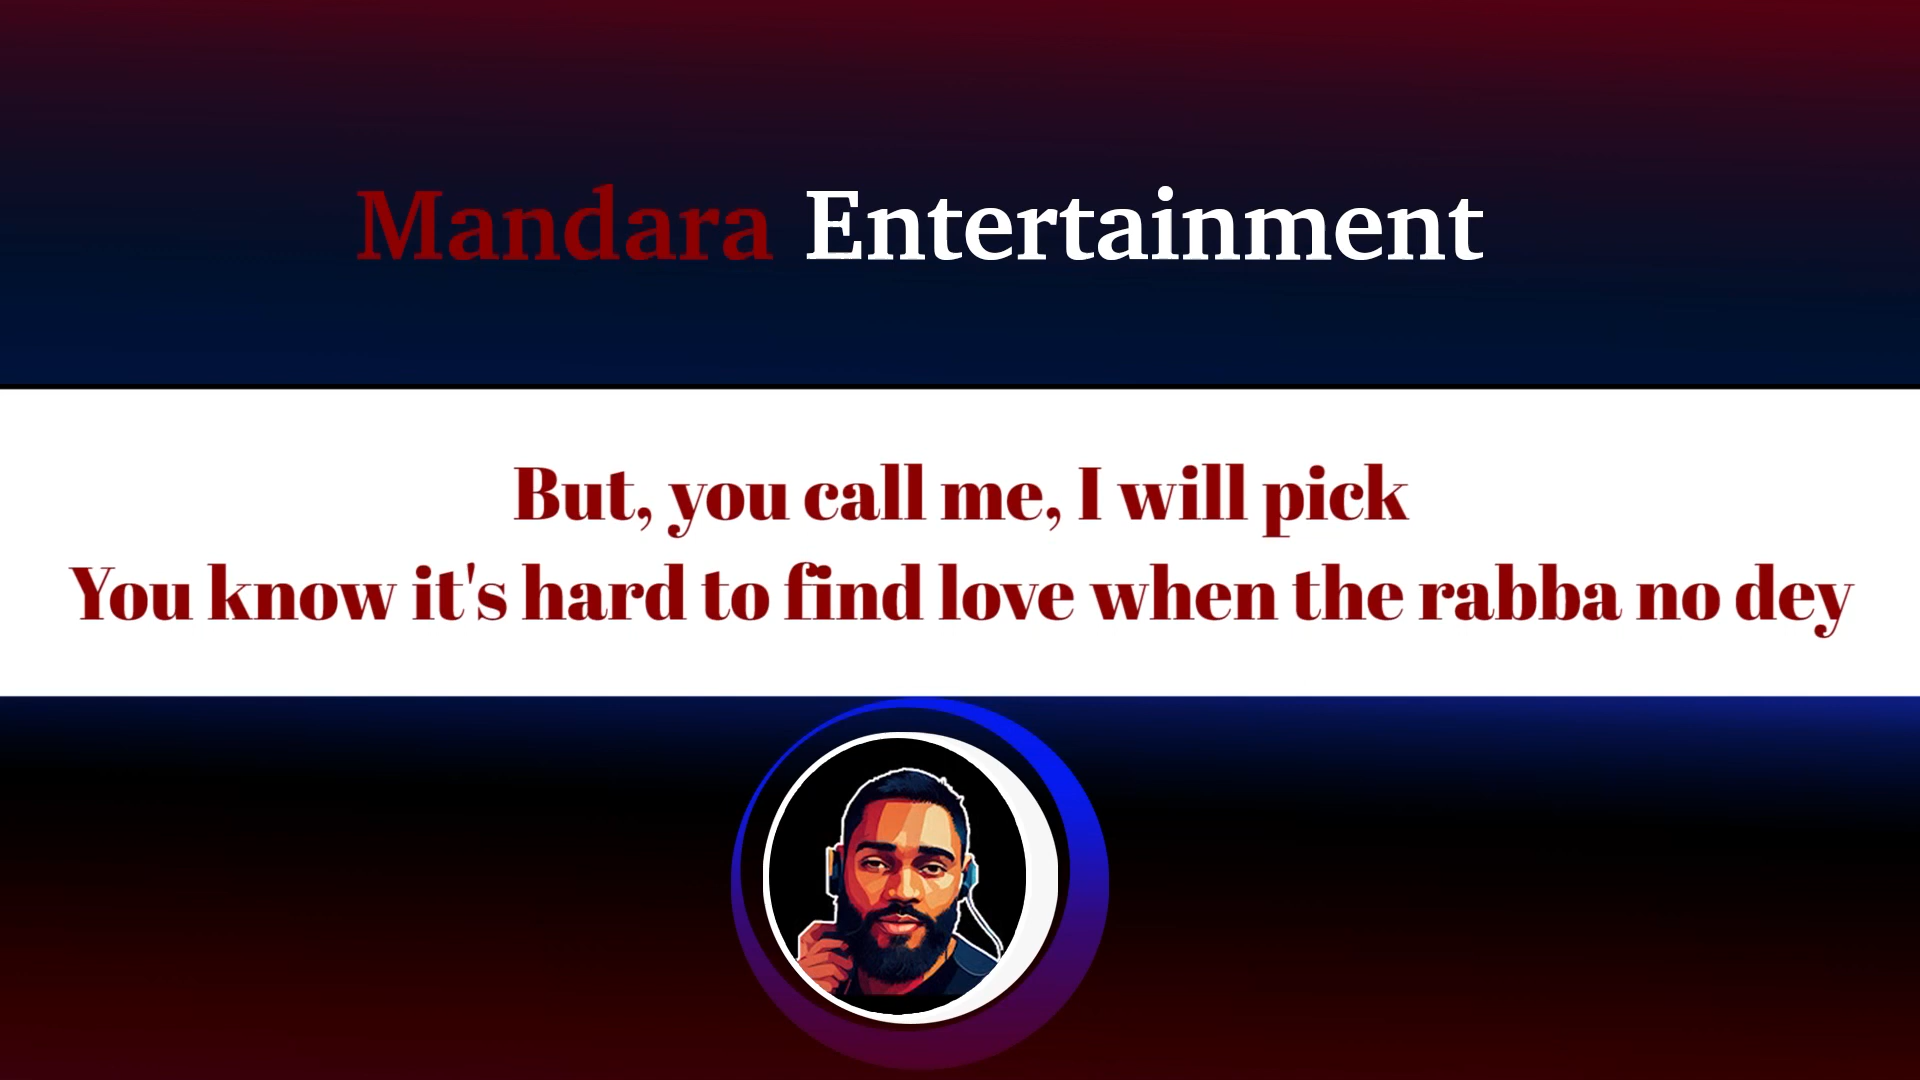 Mandara Entertainment
But, you call me, I will pick
You know it's hard to find love when the rabba no dey